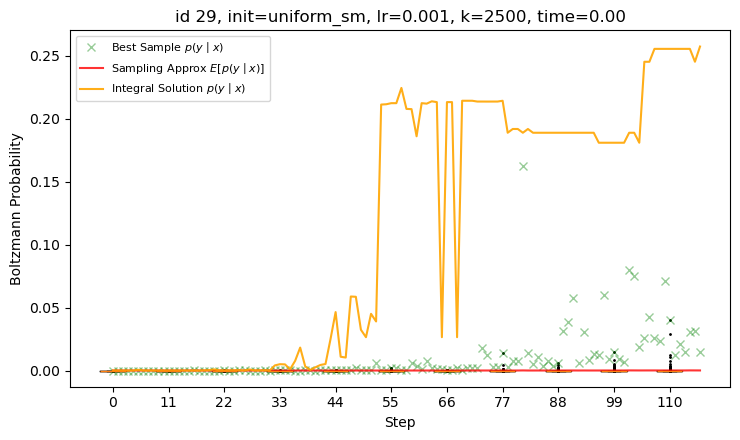 id 29, init=uniform_sm, lr=0.001, k=2500, time=0.00
Best Sample p(y | x)
Sampling Approx E[p(y | x)]
Integral Solution p(y | x)
Boltzmann Probability
0.25
0.20
0.15
0.10
0.05
0.00
0 11 22 33 44 55 66 77 88 99 110
Step